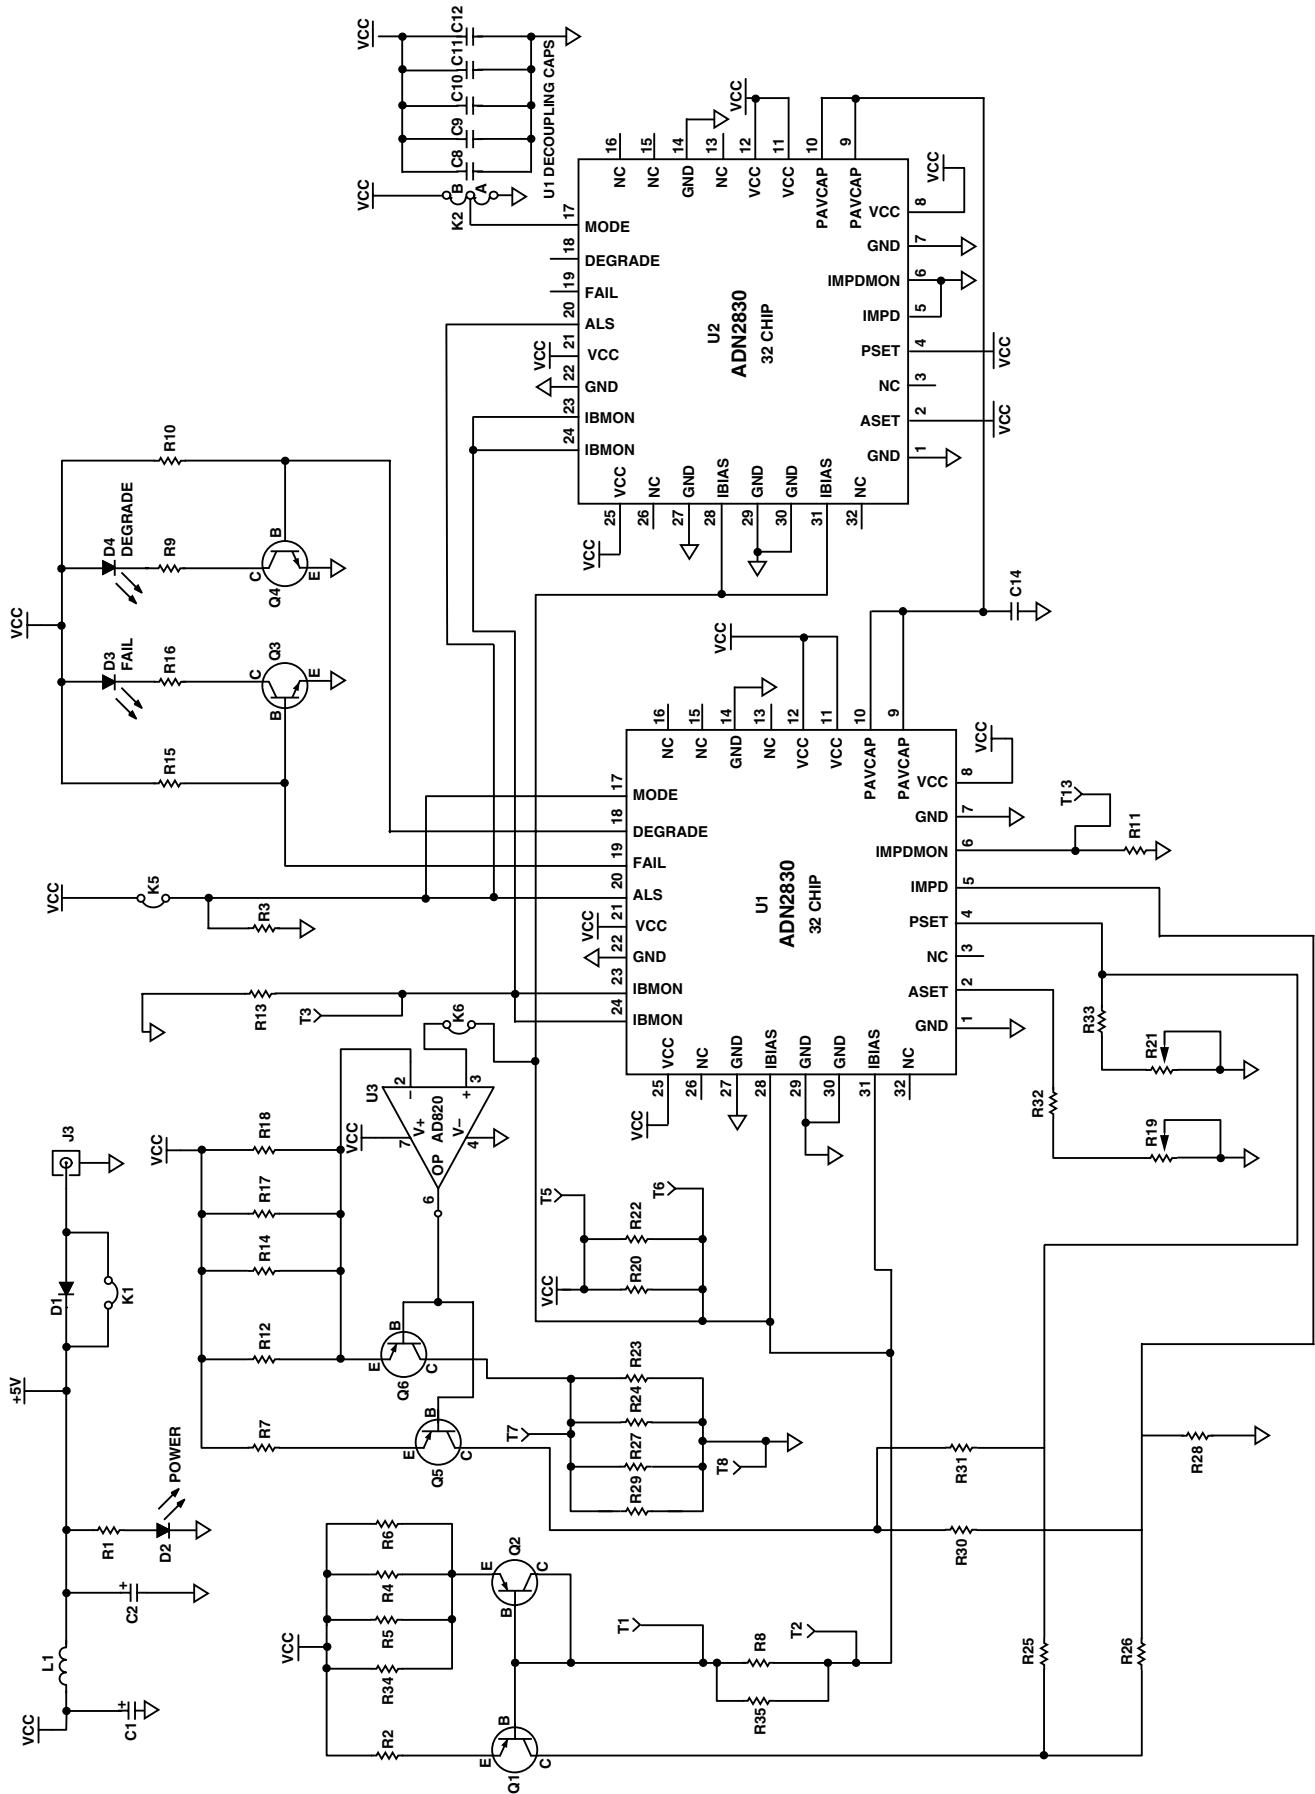 VCC
C8
C9
C10
C11
C12
U1 DECOUPLING CAPS
VCC
K2
B
A
16
NC
15
NC
14
GND
13
NC
12
VCC
11
VCC
10
PAVCAP
9
PAVCAP
VCC
17
MODE
18
DEGRADE
19
FAIL
20
ALS
21
VCC
22
GND
23
IBMON
24
IBMON
VCC
U2
ADN2830
32 CHIP
VCC
8
GND
7
IMPDMON
6
IMPD
5
PSET
4
NC
3
ASET
2
GND
1
VCC
VCC
VCC
25
VCC
26
NC
27
GND
28
IBIAS
29
GND
30
GND
31
IBIAS
32
NC
VCC
C14
VCC
R10
D4
DEGRADE
R9
C
B
E
Q4
D3
FAIL
R16
C
B
E
Q3
R15
VCC
K5
R3
R13
T3
VCC
16
NC
15
NC
14
GND
13
NC
12
VCC
11
VCC
10
PAVCAP
9
PAVCAP
VCC
17
MODE
18
DEGRADE
19
FAIL
20
ALS
21
VCC
22
GND
23
IBMON
24
IBMON
VCC
U1
ADN2830
32 CHIP
VCC
8
GND
7
IMPDMON
6
IMPD
5
PSET
4
NC
3
ASET
2
GND
1
25
VCC
26
NC
27
GND
28
IBIAS
29
GND
30
GND
31
IBIAS
32
NC
VCC
T13
R11
R33
R21
R32
R19
J3
D1
K1
+5V
R1
D2
POWER
C2
+
L1
C1
+
VCC
VCC
R18
R17
R14
R12
R7
U3
AD820
2
–
3
+
V+
7
V–
4
OP
6
VCC
K6
E
B
C
Q6
E
B
C
Q5
T5
T6
R22
R20
VCC
R23
R24
R27
R29
T7
T8
VCC
R6
R4
R5
R34
R2
E
B
C
Q2
E
B
C
Q1
T1
T2
R8
R35
R31
R30
R28
R25
R26